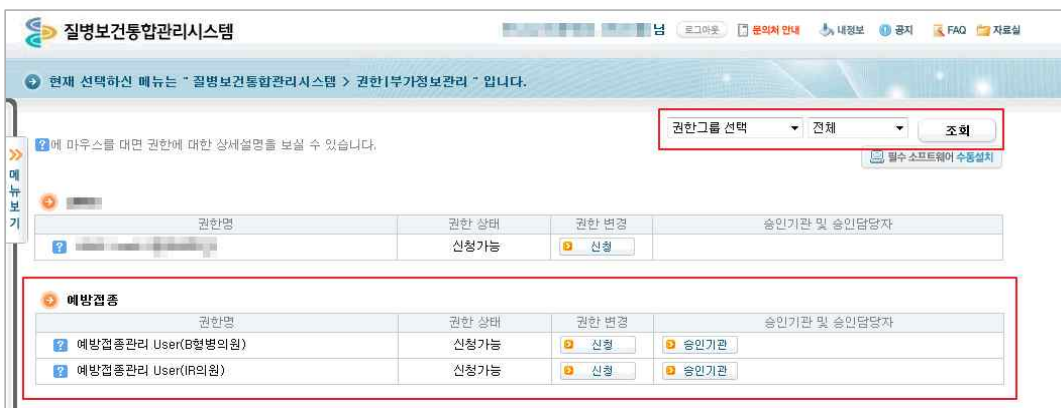 질병보건통합관리시스템
님 로그아웃 문의처 안내 내정보 공지 FAQ 자료실
현재 선택하신 메뉴는 " 질병보건통합관리시스템 > 권한|부가정보관리 " 입니다.
권한그룹 선택 전체 조회
?에 마우스를 대면 권한에 대한 상세설명을 보실 수 있습니다.
필수 소프트웨어 수동설치
메뉴보기
권한명 권한 상태 권한 변경 승인기관 및 승인담당자
? 신청가능 신청
예방접종
권한명 권한 상태 권한 변경 승인기관 및 승인담당자
? 예방접종관리 User(B형병의원) 신청가능 신청 승인기관
? 예방접종관리 User(IR의원) 신청가능 신청 승인기관